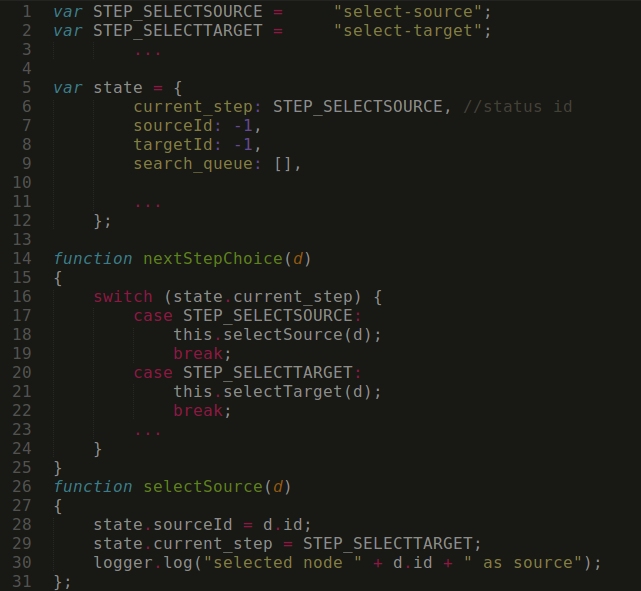 1 var STEP_SELECTSOURCE =     "select-source";
2 var STEP_SELECTTARGET =     "select-target";
3         ...
4
5 var state = {
6         current_step: STEP_SELECTSOURCE, //status id
7         sourceId: -1,
8         targetId: -1,
9         search_queue: [],
10
11         ...
12     };
13
14 function nextStepChoice(d)
15 {
16     switch (state.current_step) {
17         case STEP_SELECTSOURCE:
18             this.selectSource(d);
19             break;
20         case STEP_SELECTTARGET:
21             this.selectTarget(d);
22             break;
23         ...
24     }
25 }
26 function selectSource(d)
27 {
28     state.sourceId = d.id;
29     state.current_step = STEP_SELECTTARGET;
30     logger.log("selected node " + d.id + " as source");
31 };